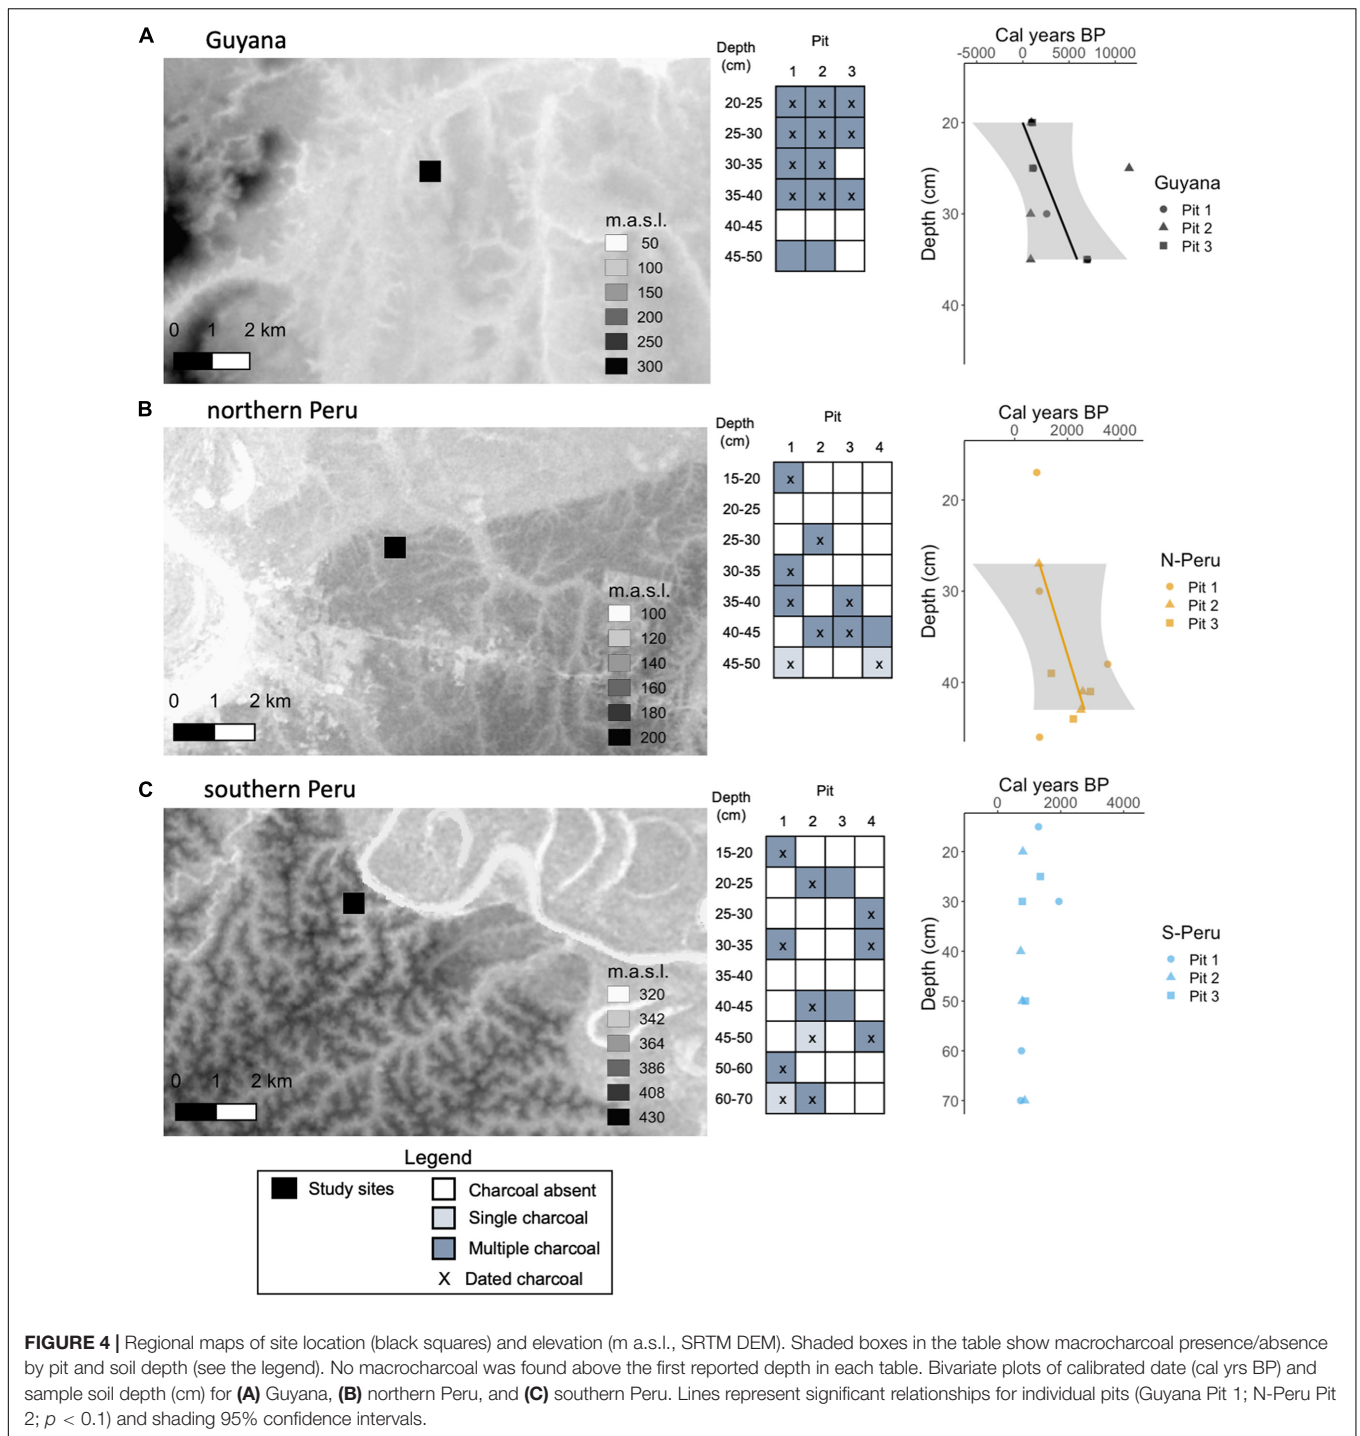 A
Guyana
m.a.s.l.
50
100
150
200
250
300
0 1 2 km
Depth
(cm)
Pit
1 2 3
20-25 x x x
25-30 x x x
30-35 x x
35-40 x x x
40-45
45-50
Cal years BP
-5000 0 5000 10000
Depth (cm)
20
30
40
Guyana
Pit 1
Pit 2
Pit 3
B
northern Peru
m.a.s.l.
100
120
140
160
180
200
0 1 2 km
Depth
(cm)
Pit
1 2 3 4
15-20 x
20-25
25-30 x
30-35 x
35-40 x x
40-45 x x
45-50 x x
Cal years BP
0 2000 4000
Depth (cm)
20
30
40
N-Peru
Pit 1
Pit 2
Pit 3
C
southern Peru
m.a.s.l.
320
342
364
386
408
430
0 1 2 km
Depth
(cm)
Pit
1 2 3 4
15-20 x
20-25 x
25-30 x
30-35 x x
35-40
40-45 x
45-50 x x
50-60 x
60-70 x x
Cal years BP
0 2000 4000
Depth (cm)
20
30
40
50
60
70
S-Peru
Pit 1
Pit 2
Pit 3
Legend
Study sites
Charcoal absent
Single charcoal
Multiple charcoal
x Dated charcoal
FIGURE 4 | Regional maps of site location (black squares) and elevation (m a.s.l., SRTM DEM). Shaded boxes in the table show macrocharcoal presence/absence
by pit and soil depth (see the legend). No macrocharcoal was found above the first reported depth in each table. Bivariate plots of calibrated date (cal yrs BP) and
sample soil depth (cm) for (A) Guyana, (B) northern Peru, and (C) southern Peru. Lines represent significant relationships for individual pits (Guyana Pit 1; N-Peru Pit
2; p < 0.1) and shading 95% confidence intervals.